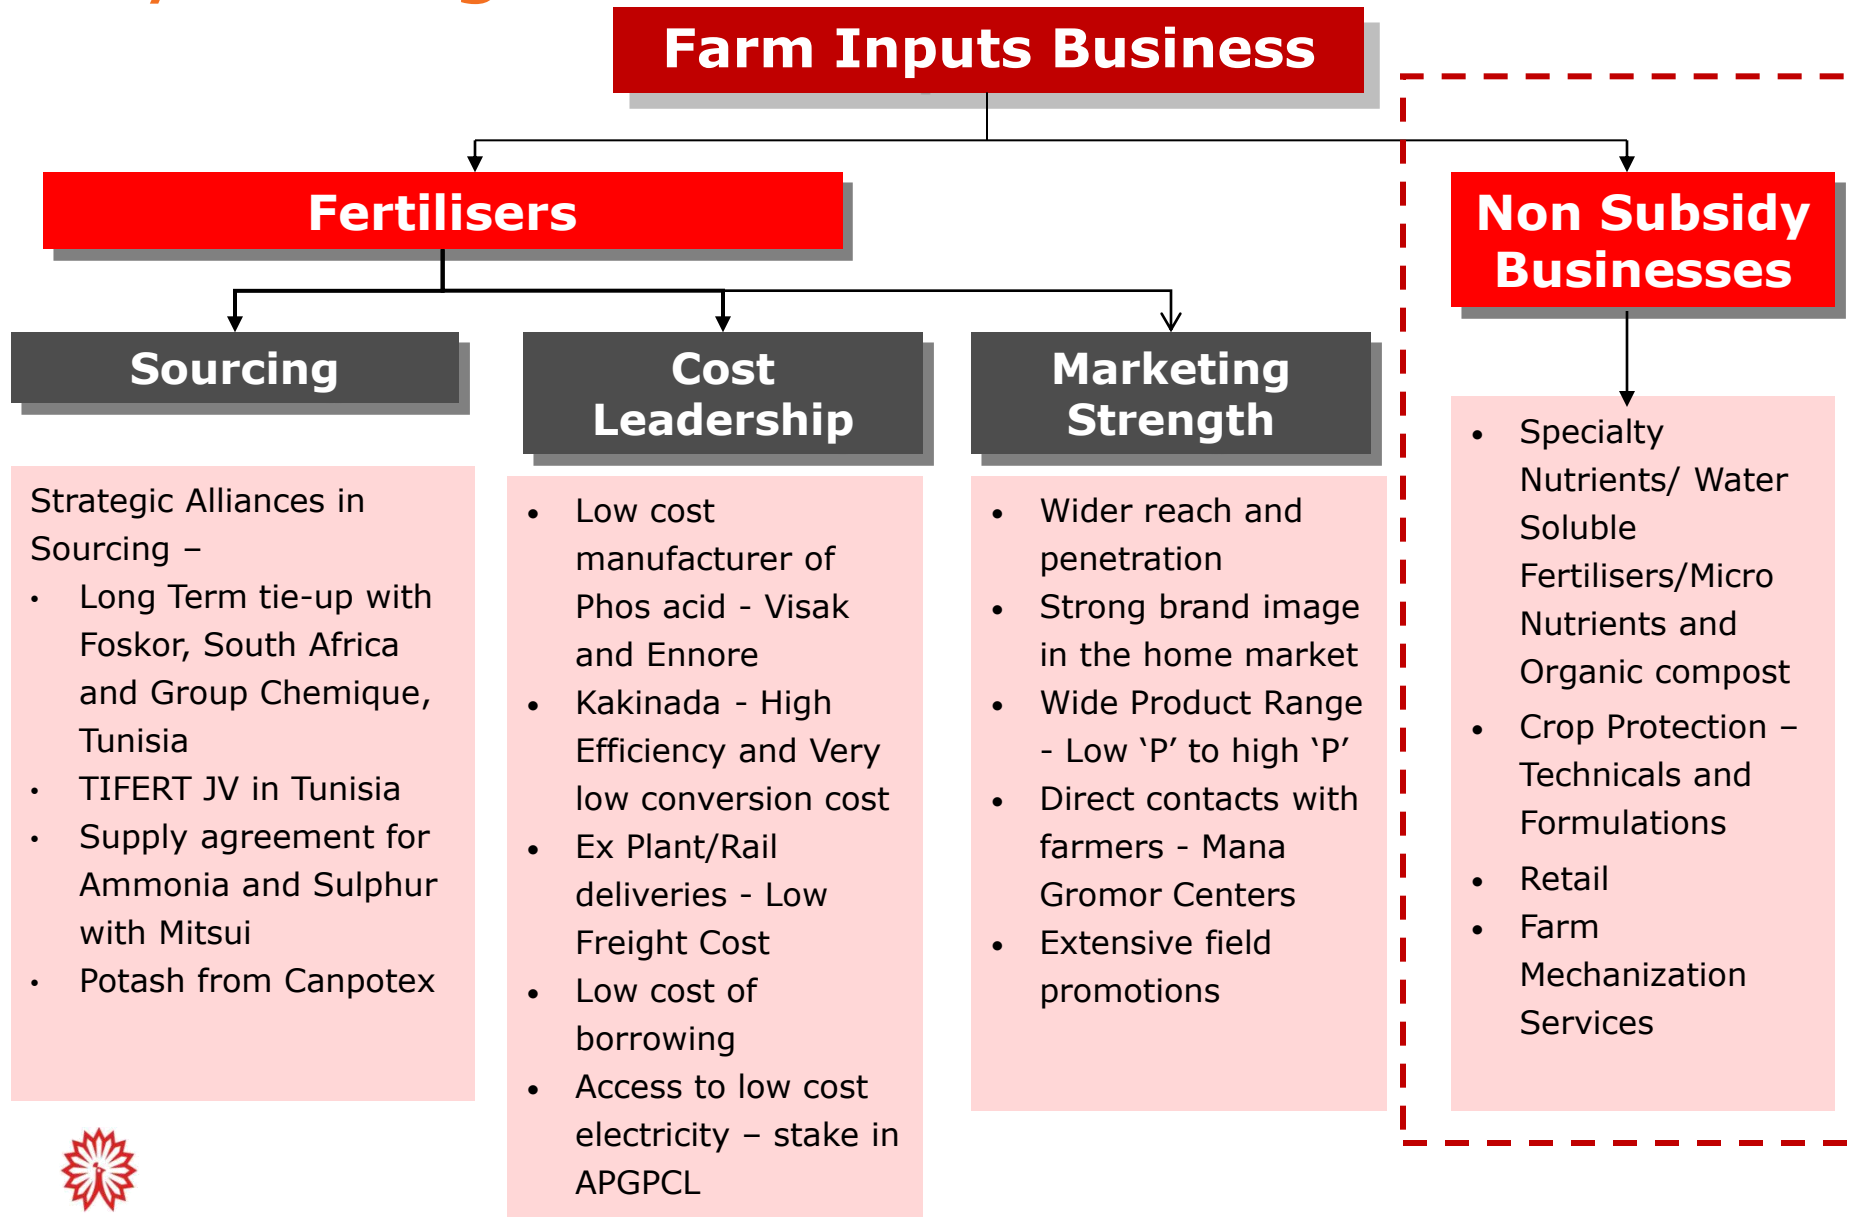 Farm Inputs Business
Fertilisers
Non Subsidy
Businesses
Sourcing
Cost
Leadership
Marketing
Strength
Strategic Alliances in
Sourcing –
• Long Term tie-up with
Foskor, South Africa
and Group Chemique,
Tunisia
• TIFERT JV in Tunisia
• Supply agreement for
Ammonia and Sulphur
with Mitsui
• Potash from Canpotex
• Low cost
manufacturer of
Phos acid - Visak
and Ennore
• Kakinada - High
Efficiency and Very
low conversion cost
• Ex Plant/Rail
deliveries - Low
Freight Cost
• Low cost of
borrowing
• Access to low cost
electricity – stake in
APGPCL
• Wider reach and
penetration
• Strong brand image
in the home market
• Wide Product Range
- Low ‘P’ to high ‘P’
• Direct contacts with
farmers - Mana
Gromor Centers
• Extensive field
promotions
• Specialty
Nutrients/ Water
Soluble
Fertilisers/Micro
Nutrients and
Organic compost
• Crop Protection –
Technicals and
Formulations
• Retail
• Farm
Mechanization
Services